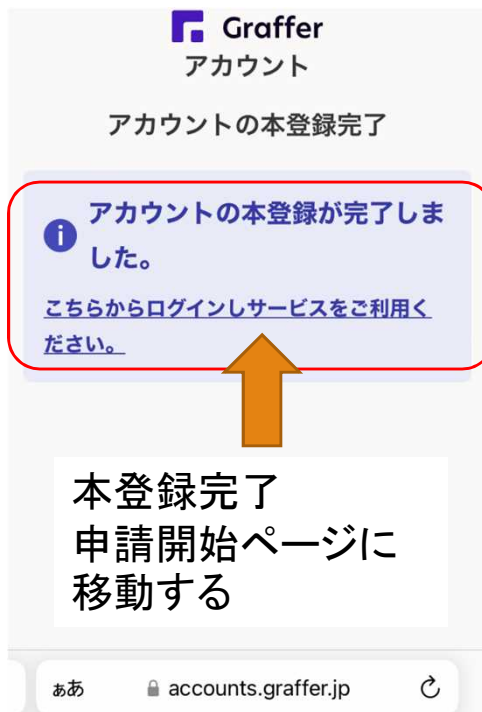 Graffer
アカウント
アカウントの本登録完了
アカウントの本登録が完了しま
した。
こちらからログインしサービスをご利用く
ださい。
本登録完了
申請開始ページに
移動する
ぁあ accounts.graffer.jp